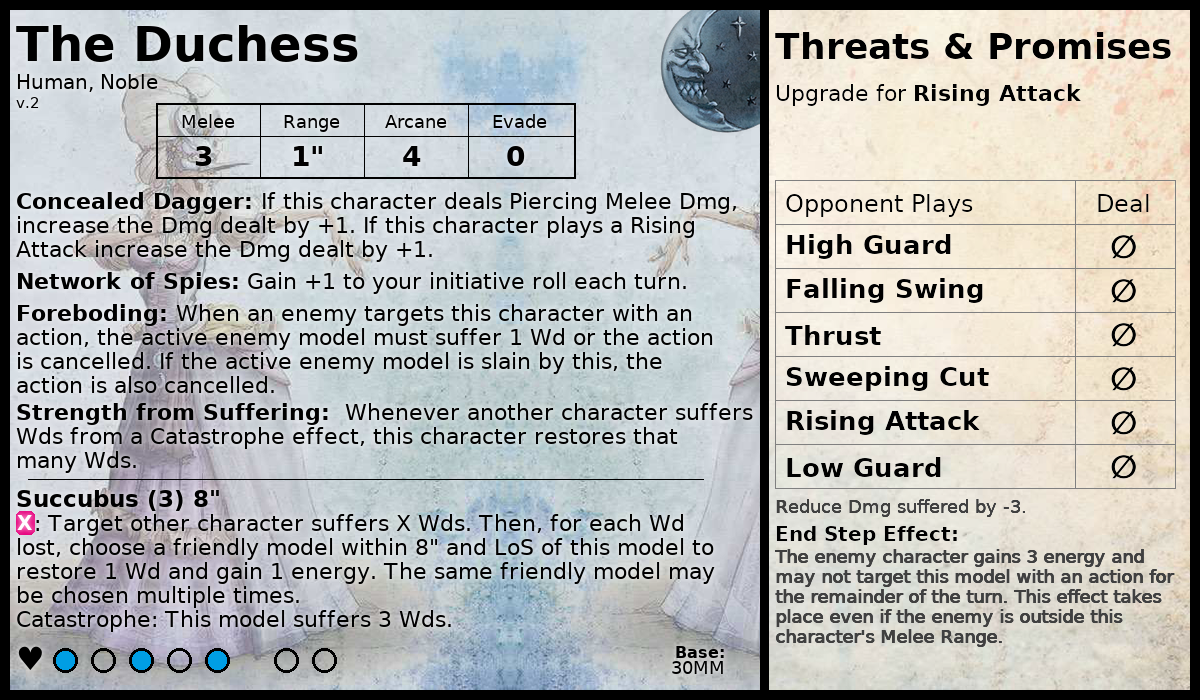 The Duchess
Human, Noble
v.2
Melee Range Arcane Evade
3 1" 4 0
Concealed Dagger: If this character deals Piercing Melee Dmg,
increase the Dmg dealt by +1. If this character plays a Rising
Attack increase the Dmg dealt by +1.
Network of Spies: Gain +1 to your initiative roll each turn.
Foreboding: When an enemy targets this character with an
action, the active enemy model must suffer 1 Wd or the action
is cancelled. If the active enemy model is slain by this, the
action is also cancelled.
Strength from Suffering: Whenever another character suffers
Wds from a Catastrophe effect, this character restores that
many Wds.
Succubus (3) 8"
X: Target other character suffers X Wds. Then, for each Wd
lost, choose a friendly model within 8" and LoS of this model to
restore 1 Wd and gain 1 energy. The same friendly model may
be chosen multiple times.
Catastrophe: This model suffers 3 Wds.
Base:
30MM
Threats & Promises
Upgrade for Rising Attack
Opponent Plays Deal
High Guard ∅
Falling Swing ∅
Thrust ∅
Sweeping Cut ∅
Rising Attack ∅
Low Guard ∅
Reduce Dmg suffered by -3.
End Step Effect:
The enemy character gains 3 energy and
may not target this model with an action for
the remainder of the turn. This effect takes
place even if the enemy is outside this
character's Melee Range.